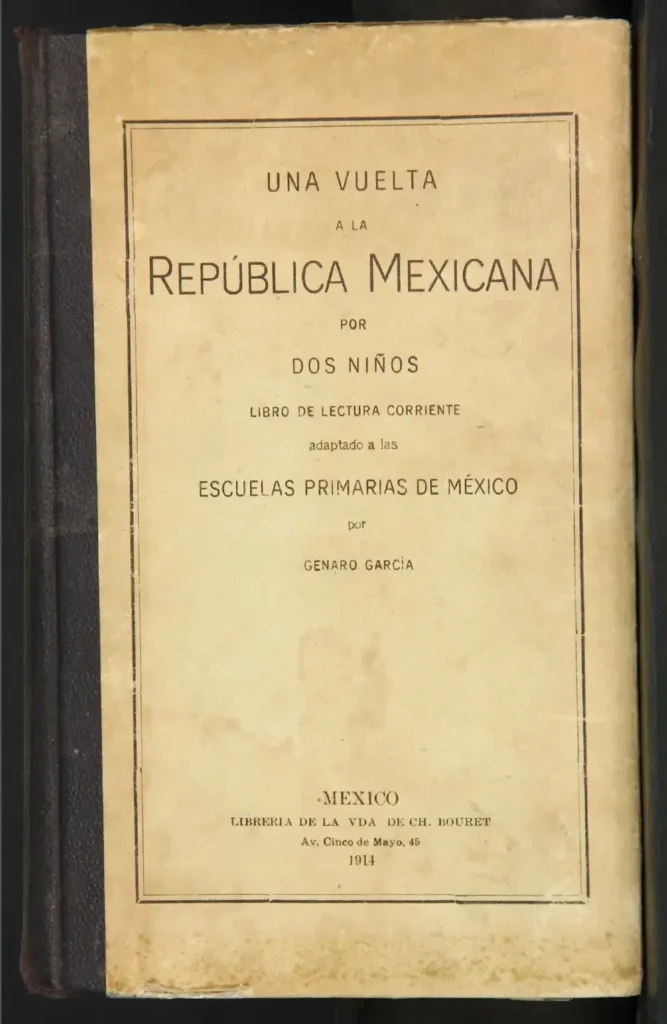 UNA VUELTA
A LA
REPÚBLICA MEXICANA
POR
DOS NIÑOS
LIBRO DE LECTURA CORRIENTE
adaptado a las
ESCUELAS PRIMARIAS DE MÉXICO
por
GENARO GARCÍA
MEXICO
LIBRERIA DE LA VDA DE CH. BOURET
Av. Cinco de Mayo, 45
1914